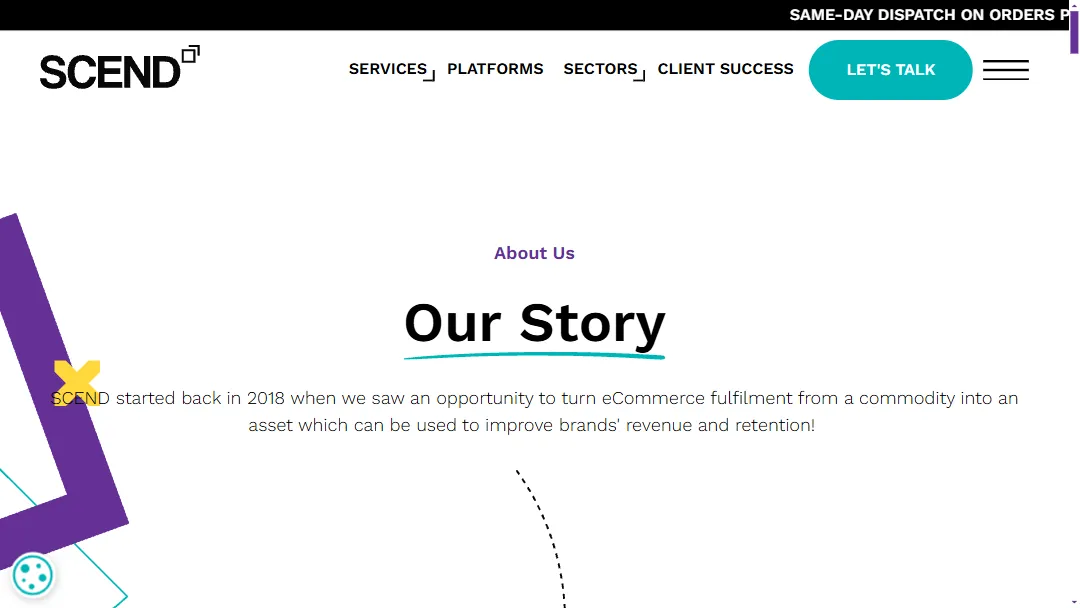 SAME-DAY DISPATCH ON ORDERS P
SCEND
SERVICES PLATFORMS SECTORS CLIENT SUCCESS LET'S TALK
About Us
Our Story
SCEND started back in 2018 when we saw an opportunity to turn eCommerce fulfilment from a commodity into an
asset which can be used to improve brands' revenue and retention!